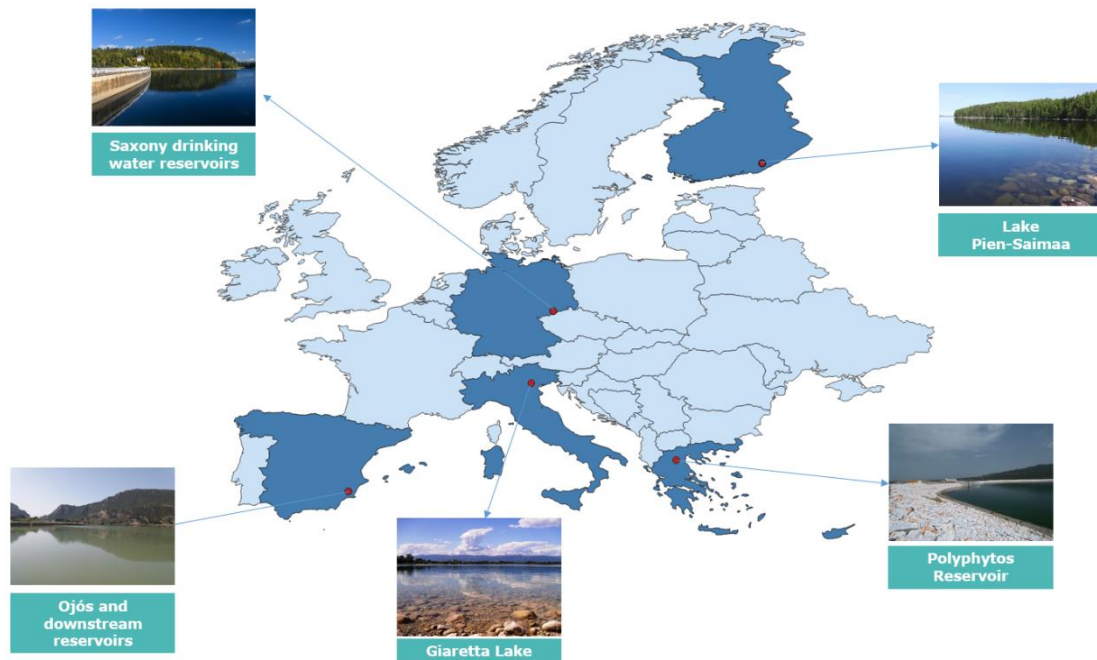 Saxony drinking
water reservoirs
Lake
Pien-Saimaa
Ojós and
downstream
reservoirs
Giaretta Lake
Polyphytos
Reservoir